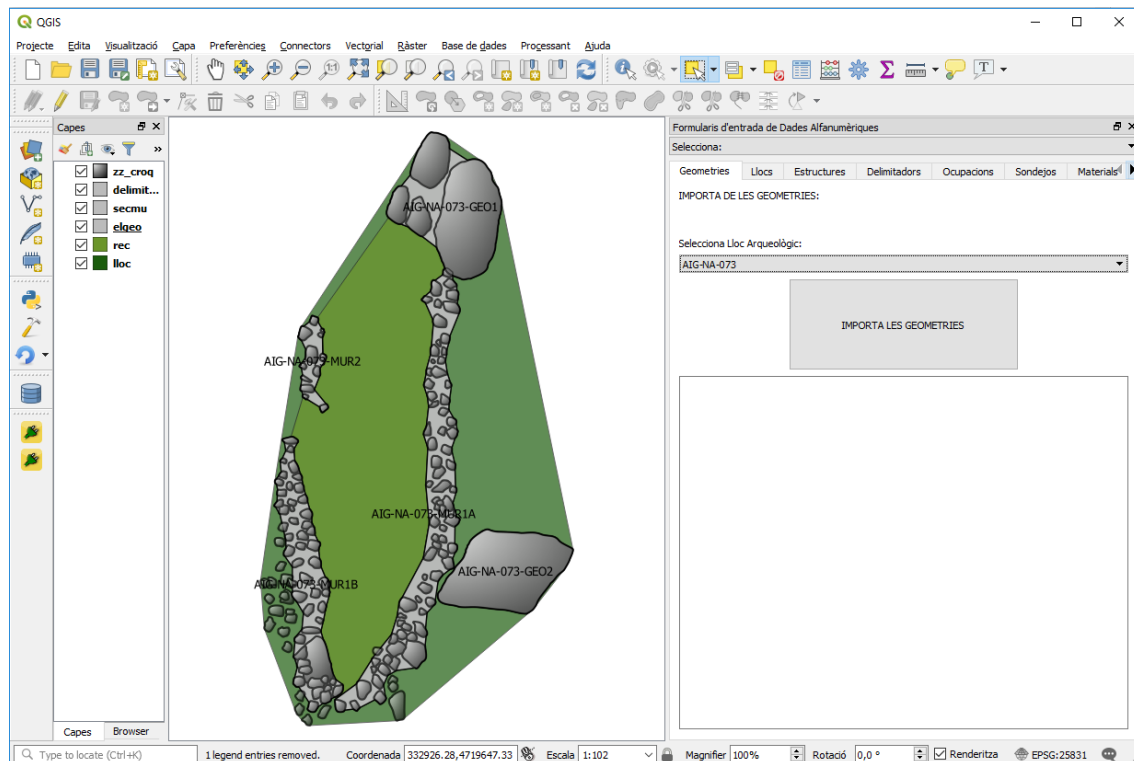 QGIS
Projecte Edita Visualització Capa Preferències Connectors Vectorial Ràster Base de dades Processant Ajuda
Capes
zz_croq
delimit...
secmu
elgeo
rec
lloc
Capes Browser
AIG-NA-073-GEO1
AIG-NA-073-MUR2
AIG-NA-073-MUR1A
AIG-NA-073-GEO2
AIG-NA-073-MUR1B
Formularis d'entrada de Dades Alfanumèriques
Selecciona:
Geometries Llocs Estructures Delimitadors Ocupacions Sondejos Materials
IMPORTA DE LES GEOMETRIES:
Selecciona Lloc Arqueològic:
AIG-NA-073
IMPORTA LES GEOMETRIES
Type to locate (Ctrl+K) 1 legend entries removed. Coordenada 332926.28,4719647.33 Escala 1:102 Magnifier 100% Rotació 0,0 ° Renderitza EPSG:25831